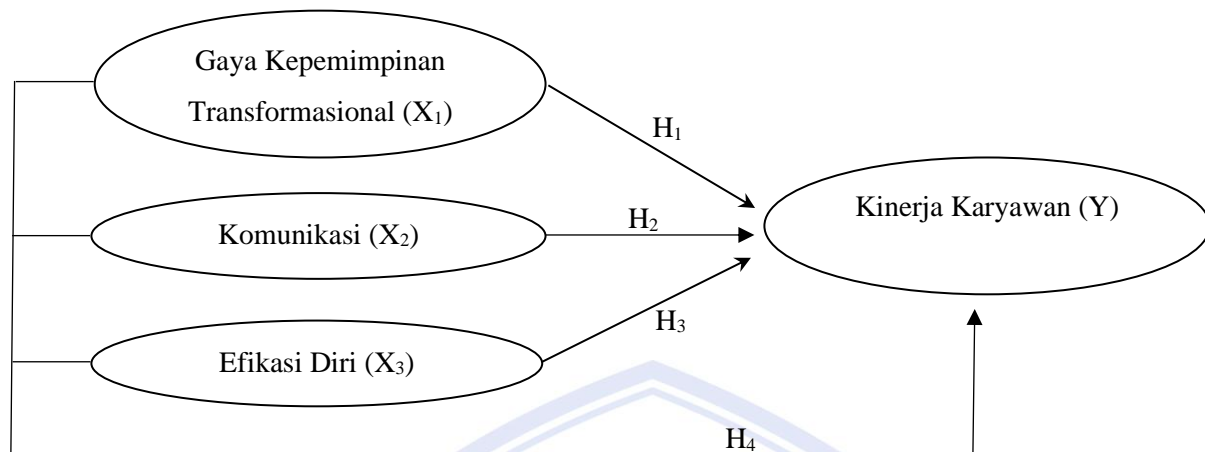 Gaya Kepemimpinan
Transformasional (X₁)
H₁
Komunikasi (X₂)
H₂
Kinerja Karyawan (Y)
H₃
Efikasi Diri (X₃)
H₄